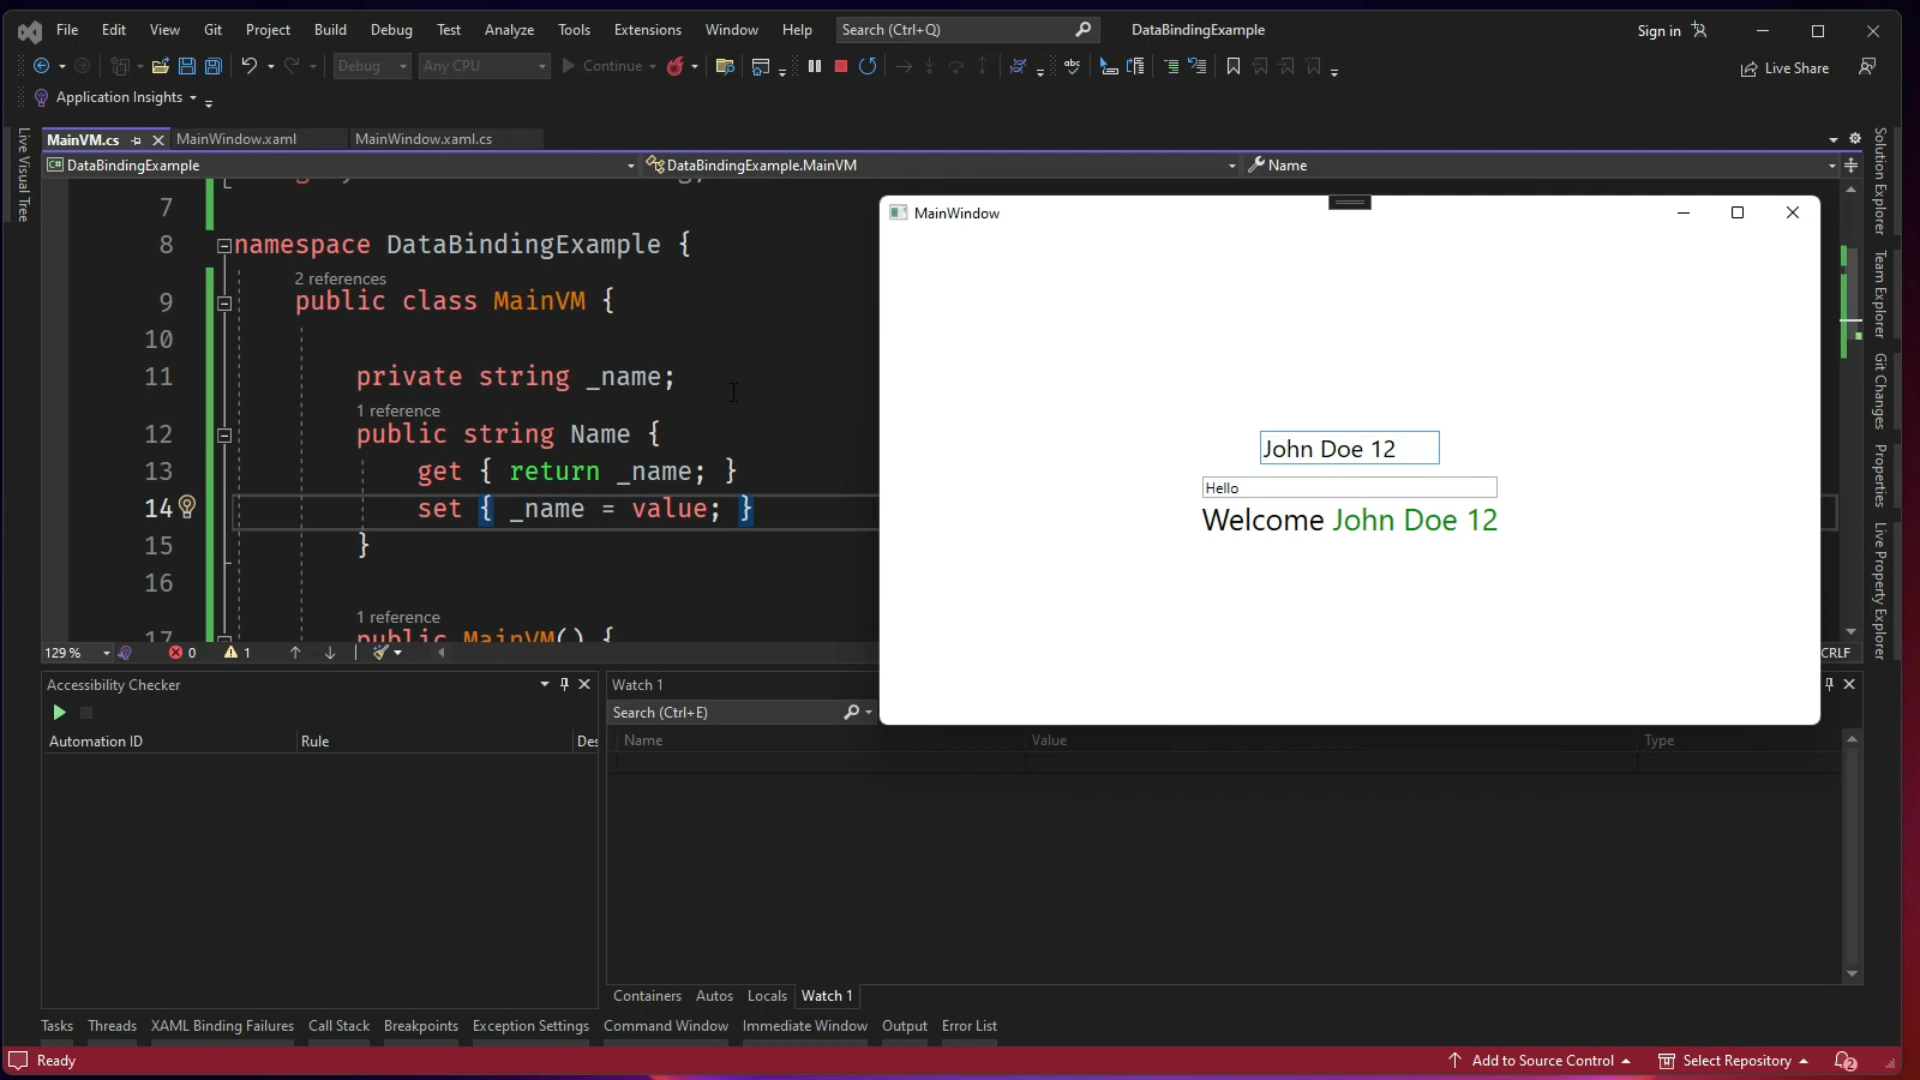 File Edit View Git Project Build Debug Test Analyze Tools Extensions Window Help Search (Ctrl+Q) DataBindingExample Sign in
Debug Any CPU Continue Live Share
Application Insights
MainVM.cs MainWindow.xaml MainWindow.xaml.cs
DataBindingExample DataBindingExample.MainVM Name
Live Visual Tree
7
8 namespace DataBindingExample {
2 references
9 public class MainVM {
10
11 private string _name;
1 reference
12 public string Name {
13 get { return _name; }
14 set { _name = value; }
15 }
16
1 reference
17 public MainVM() {
129 % 0 1 CRLF
MainWindow
John Doe 12
Hello
Welcome John Doe 12
Solution Explorer
Team Explorer
Git Changes
Properties
Live Property Explorer
Accessibility Checker
Automation ID Rule Des
Watch 1
Search (Ctrl+E)
Name Value Type
Containers Autos Locals Watch 1
Tasks Threads XAML Binding Failures Call Stack Breakpoints Exception Settings Command Window Immediate Window Output Error List
Ready Add to Source Control Select Repository 2